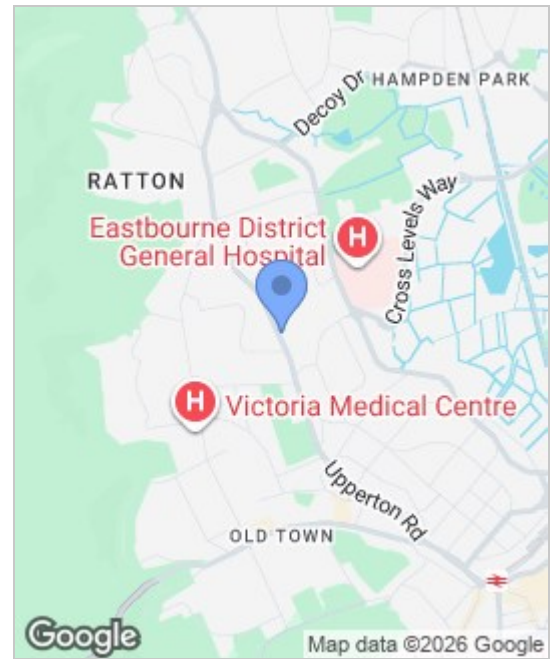 Decoy Dr
HAMPDEN PARK
RATTON
Cross Levels Way
Eastbourne District
General Hospital
H
H
Victoria Medical Centre
Upperton Rd
OLD TOWN
Google
Map data ©2026 Google